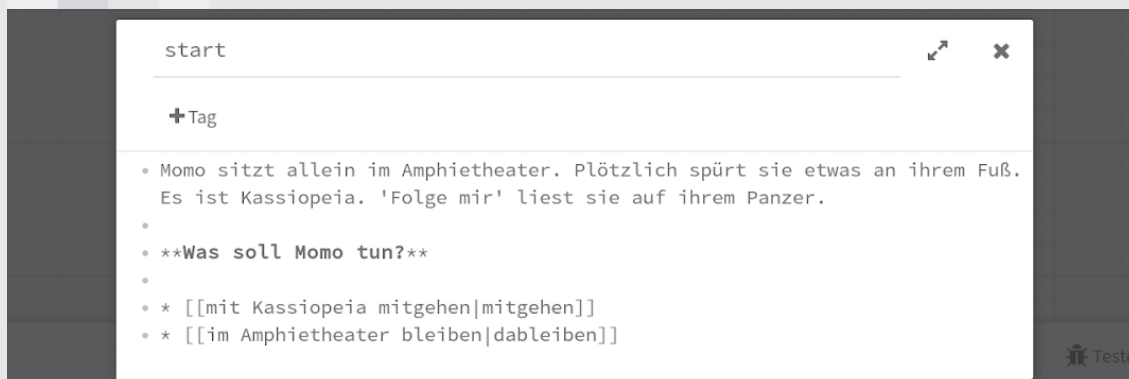 start
Tag
Momo sitzt allein im Amphietheater. Plötzlich spürt sie etwas an ihrem Fuß.
Es ist Kassiopeia. 'Folge mir' liest sie auf ihrem Panzer.
**Was soll Momo tun?**
* [[mit Kassiopeia mitgehen|mitgehen]]
* [[im Amphietheater bleiben|dableiben]]